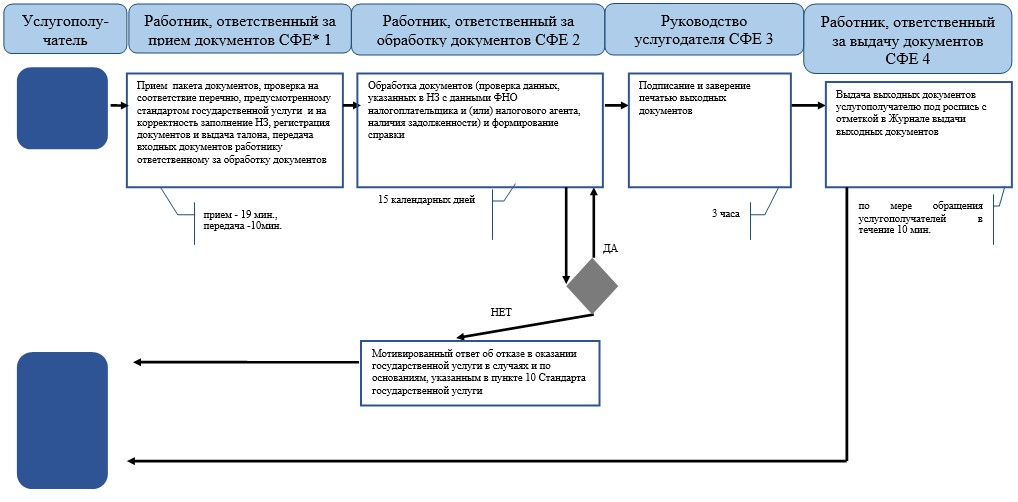 Услугополу-
чатель
Работник, ответственный за
прием документов СФЕ* 1
Работник, ответственный за
обработку документов СФЕ 2
Руководство
услугодателя СФЕ 3
Работник, ответственный
за выдачу документов
СФЕ 4
Прием пакета документов, проверка на
соответствие перечню, предусмотренному
стандартом государственной услуги и на
корректность заполнение НЗ, регистрация
документов и выдача талона, передача
входных документов работнику
ответственному за обработку документов
Обработка документов (проверка данных,
указанных в НЗ с данными ФНО
налогоплательщика и (или) налогового агента,
наличия задолженности) и формирование
справки
Подписание и заверение
печатью выходных
документов
Выдача выходных документов
услугополучателю под роспись с
отметкой в Журнале выдачи
выходных документов
прием - 19 мин.,
передача -10мин.
15 календарных дней
3 часа
по мере обращения
услугополучателей в
течение 10 мин.
ДА
НЕТ
Мотивированный ответ об отказе в оказании
государственной услуги в случаях и по
основаниям, указанным в пункте 10 Стандарта
государственной услуги